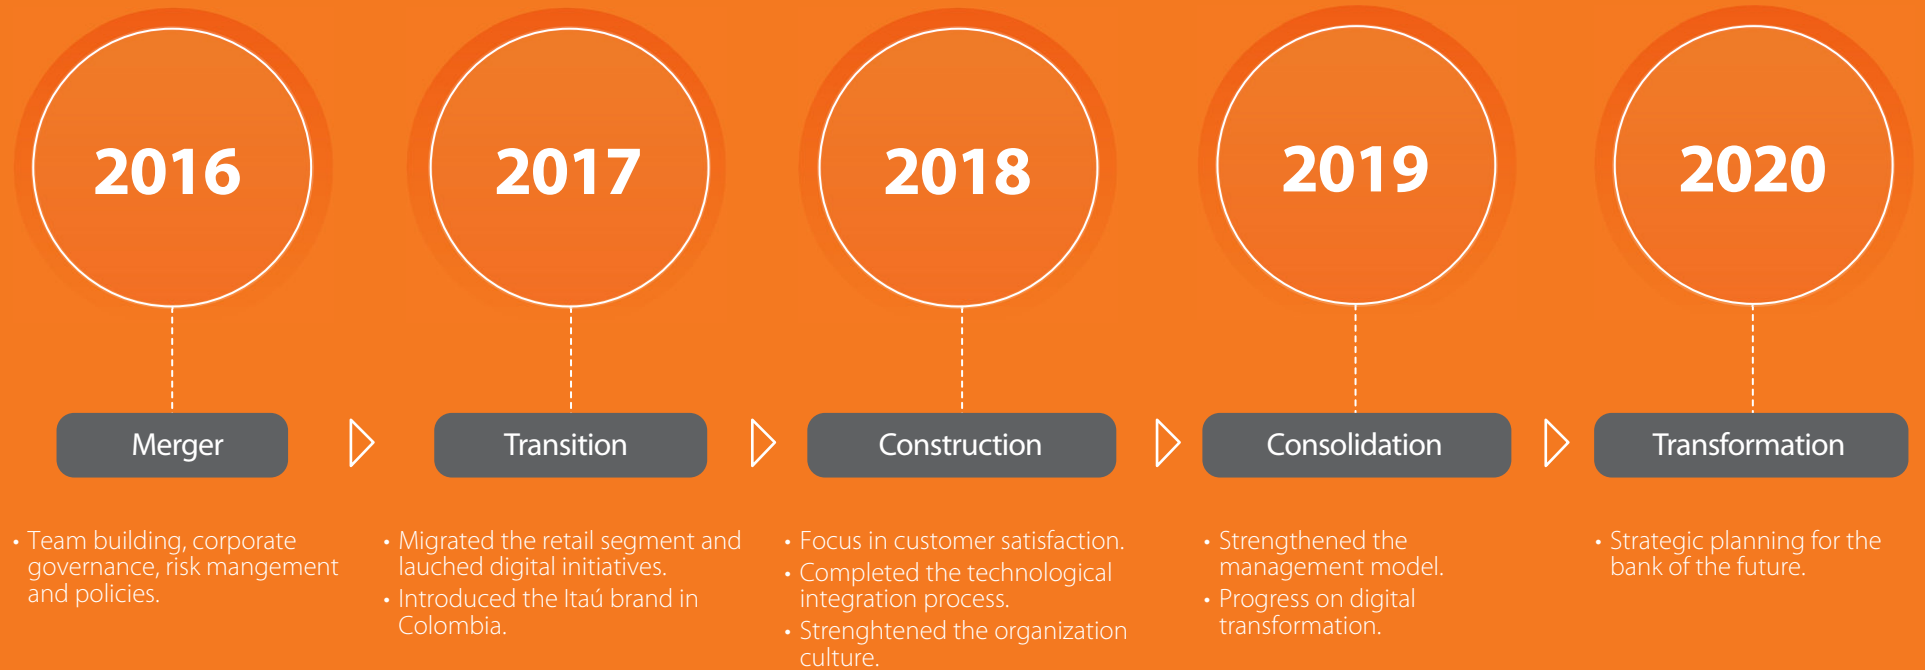 2016
2017
2018
2019
2020
Merger
Transition
Construction
Consolidation
Transformation
• Team building, corporate
governance, risk mangement
and policies.
• Migrated the retail segment and
lauched digital initiatives.
• Introduced the Itaú brand in
Colombia.
• Focus in customer satisfaction.
• Completed the technological
integration process.
• Strenghtened the organization
culture.
• Strengthened the
management model.
• Progress on digital
transformation.
• Strategic planning for the
bank of the future.